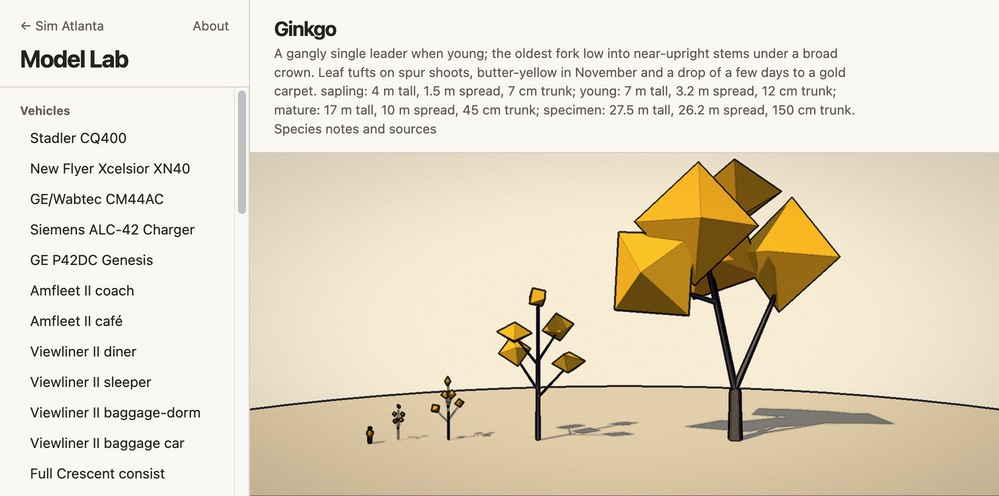 ← Sim Atlanta
About
Model Lab
Vehicles
Stadler CQ400
New Flyer Xcelsior XN40
GE/Wabtec CM44AC
Siemens ALC-42 Charger
GE P42DC Genesis
Amfleet II coach
Amfleet II café
Viewliner II diner
Viewliner II sleeper
Viewliner II baggage-dorm
Viewliner II baggage car
Full Crescent consist
Ginkgo
A gangly single leader when young; the oldest fork low into near-upright stems under a broad
crown. Leaf tufts on spur shoots, butter-yellow in November and a drop of a few days to a gold
carpet. sapling: 4 m tall, 1.5 m spread, 7 cm trunk; young: 7 m tall, 3.2 m spread, 12 cm trunk;
mature: 17 m tall, 10 m spread, 45 cm trunk; specimen: 27.5 m tall, 26.2 m spread, 150 cm trunk.
Species notes and sources